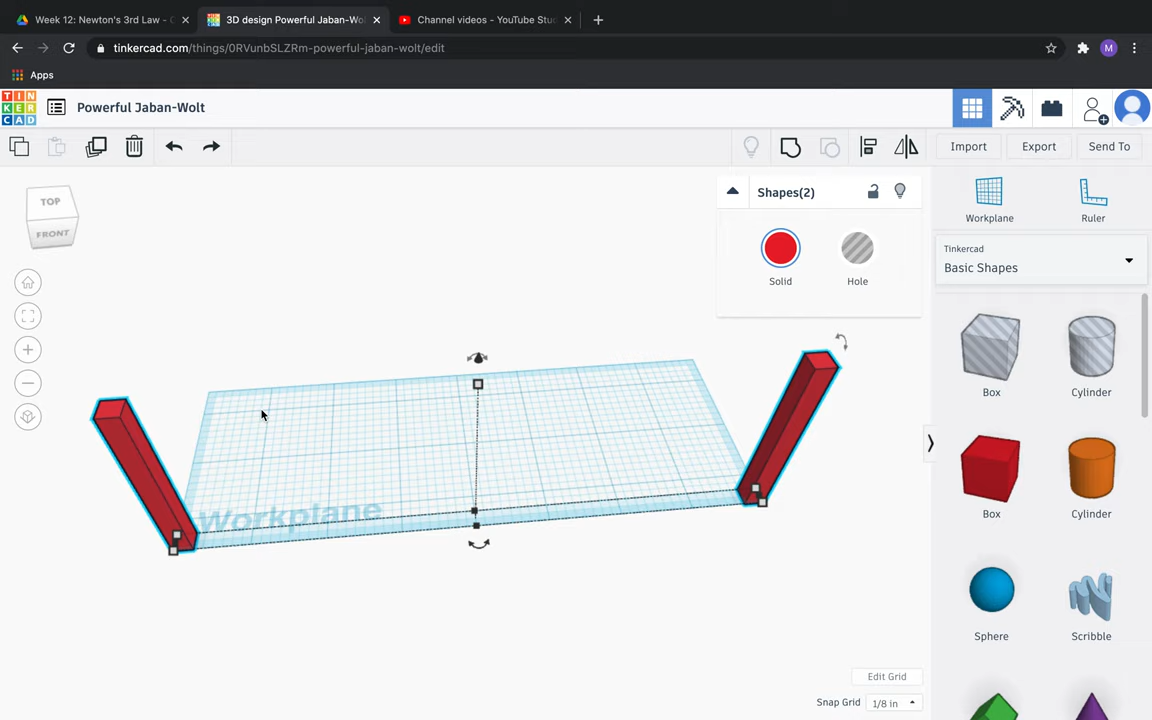 Week 12: Newton's 3rd Law - G
3D design Powerful Jaban-Wo
Channel videos - YouTube Stu
tinkercad.com/things/0RVunbSLZRm-powerful-jaban-wolt/edit
M
Apps
TIN
KER
CAD
Powerful Jaban-Wolt
Import
Export
Send To
TOP
FRONT
Shapes(2)
Solid
Hole
Workplane
Ruler
Tinkercad
Basic Shapes
Box
Cylinder
Box
Cylinder
Sphere
Scribble
Workplane
Edit Grid
Snap Grid
1/8 in